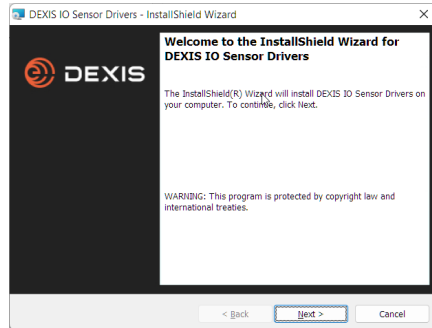 DEXIS IO Sensor Drivers - InstallShield Wizard
DEXIS
Welcome to the InstallShield Wizard for
DEXIS IO Sensor Drivers
The InstallShield(R) Wizard will install DEXIS IO Sensor Drivers on
your computer. To continue, click Next.
WARNING: This program is protected by copyright law and
international treaties.
< Back
Next >
Cancel